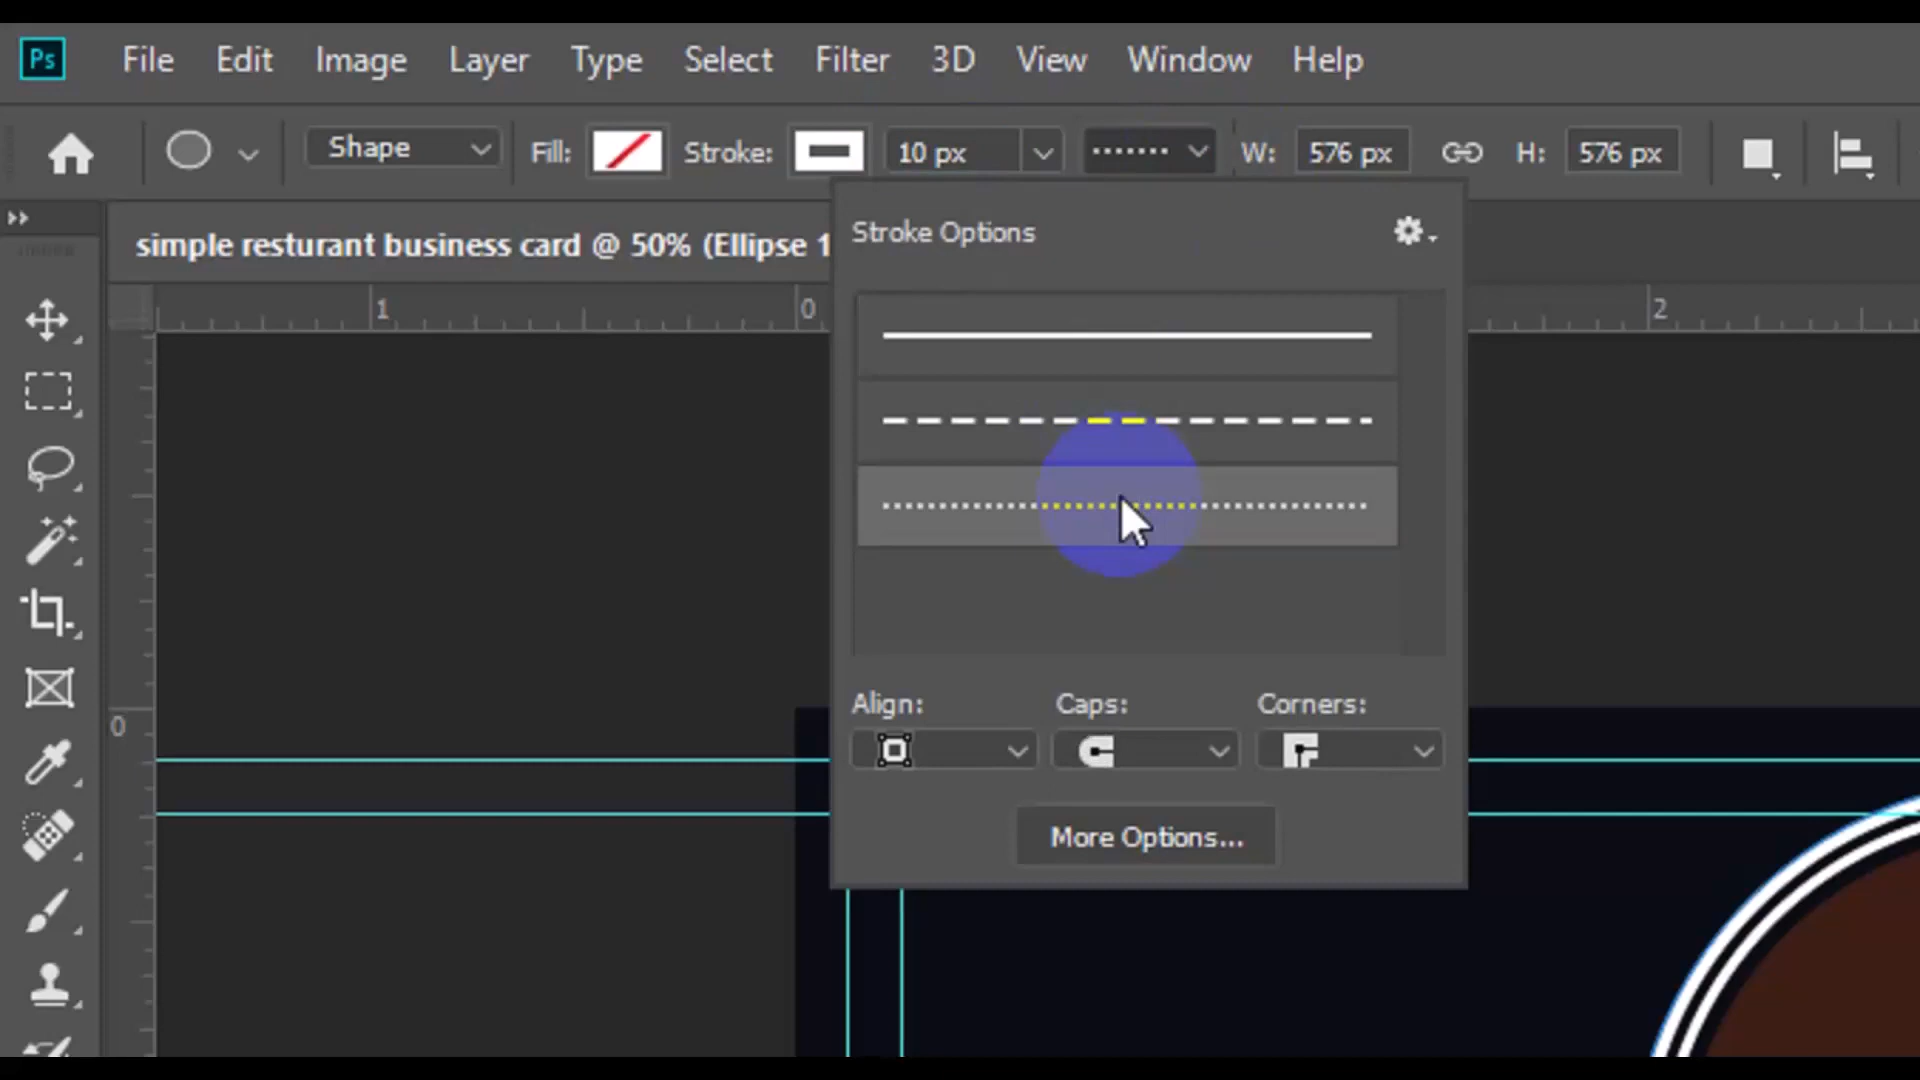 Ps File Edit Image Layer Type Select Filter 3D View Window Help
Shape Fill: Stroke: 10 px W: 576 px H: 576 px
simple resturant business card @ 50% (Ellipse 1
Stroke Options
1 0 2
0
Align: Caps: Corners:
More Options...